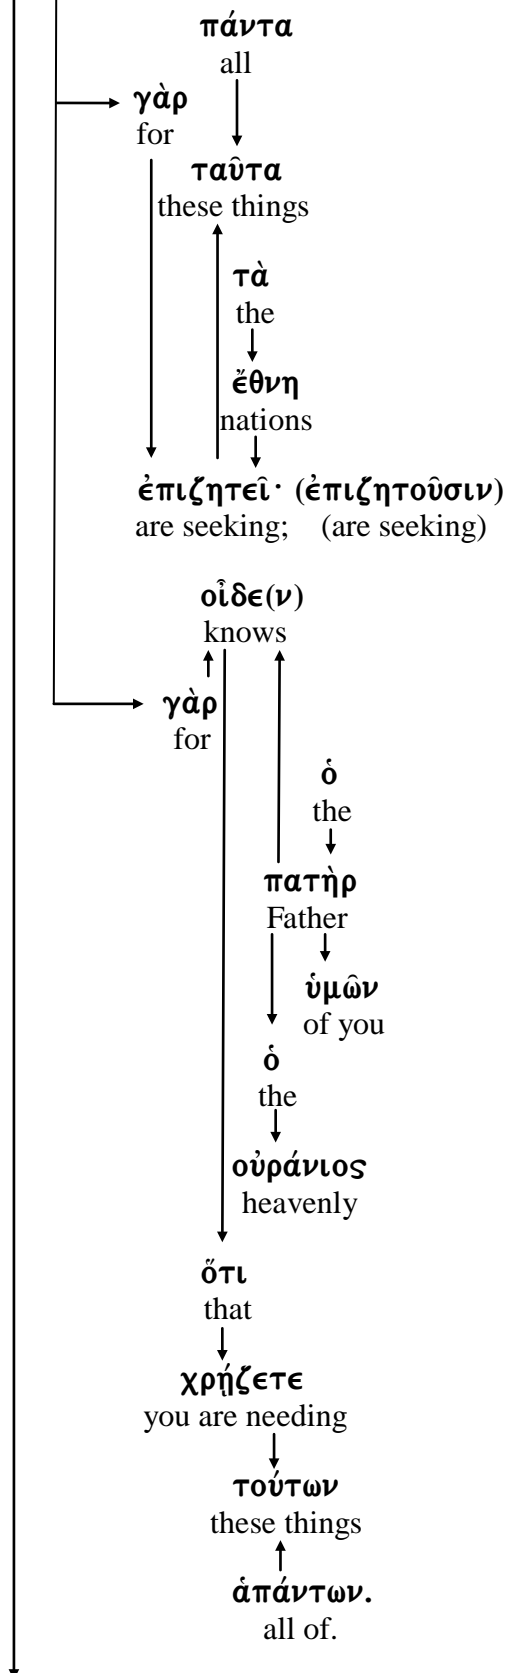 πάντα
all
γὰρ
for
ταῦτα
these things
τὰ
the
ἔθνη
nations
ἐπιζητεῖ· (ἐπιζητοῦσιν)
are seeking; (are seeking)
οἶδε(ν)
knows
γὰρ
for
ὁ
the
πατὴρ
Father
ὑμῶν
of you
ὁ
the
οὐράνιος
heavenly
ὅτι
that
χρῄζετε
you are needing
τούτων
these things
ἁπάντων.
all of.